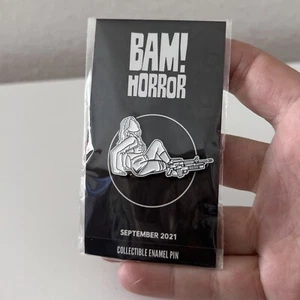 BAM!
HORROR
SEPTEMBER 2021
COLLECTIBLE ENAMEL PIN